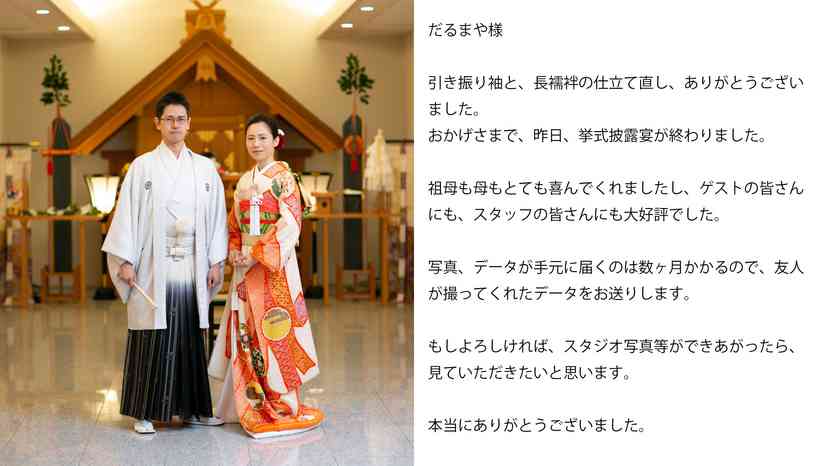 だるまや様
引き振り袖と、長襦袢の仕立て直し、ありがとうござい
ました。
おかげさまで、昨日、挙式披露宴が終わりました。
祖母も母もとても喜んでくれましたし、ゲストの皆さん
にも、スタッフの皆さんにも大好評でした。
写真、データが手元に届くのは数ヶ月かかるので、友人
が撮ってくれたデータをお送りします。
もしよろしければ、スタジオ写真等ができあがったら、
見ていただきたいと思います。
本当にありがとうございました。